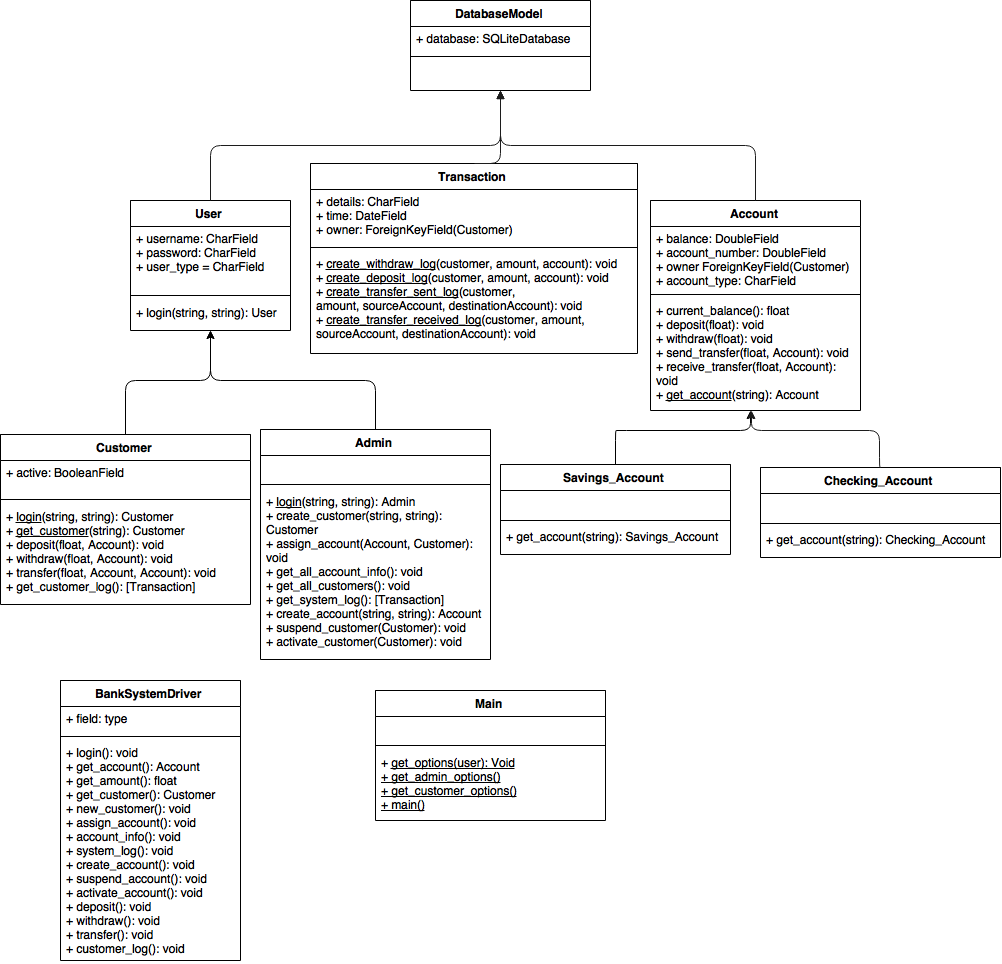 DatabaseModel
+ database: SQLiteDatabase
User
+ username: CharField
+ password: CharField
+ user_type = CharField
+ login(string, string): User
Transaction
+ details: CharField
+ time: DateField
+ owner: ForeignKeyField(Customer)
+ create_withdraw_log(customer, amount, account): void
+ create_deposit_log(customer, amount, account): void
+ create_transfer_sent_log(customer,
amount, sourceAccount, destinationAccount): void
+ create_transfer_received_log(customer, amount,
sourceAccount, destinationAccount): void
Account
+ balance: DoubleField
+ account_number: DoubleField
+ owner ForeignKeyField(Customer)
+ account_type: CharField
+ current_balance(): float
+ deposit(float): void
+ withdraw(float): void
+ send_transfer(float, Account): void
+ receive_transfer(float, Account):
void
+ get_account(string): Account
Customer
+ active: BooleanField
+ login(string, string): Customer
+ get_customer(string): Customer
+ deposit(float, Account): void
+ withdraw(float, Account): void
+ transfer(float, Account, Account): void
+ get_customer_log(): [Transaction]
Admin
+ login(string, string): Admin
+ create_customer(string, string):
Customer
+ assign_account(Account, Customer):
void
+ get_all_account_info(): void
+ get_all_customers(): void
+ get_system_log(): [Transaction]
+ create_account(string, string): Account
+ suspend_customer(Customer): void
+ activate_customer(Customer): void
Savings_Account
+ get_account(string): Savings_Account
Checking_Account
+ get_account(string): Checking_Account
BankSystemDriver
+ field: type
+ login(): void
+ get_account(): Account
+ get_amount(): float
+ get_customer(): Customer
+ new_customer(): void
+ assign_account(): void
+ account_info(): void
+ system_log(): void
+ create_account(): void
+ suspend_account(): void
+ activate_account(): void
+ deposit(): void
+ withdraw(): void
+ transfer(): void
+ customer_log(): void
Main
+ get_options(user): Void
+ get_admin_options()
+ get_customer_options()
+ main()